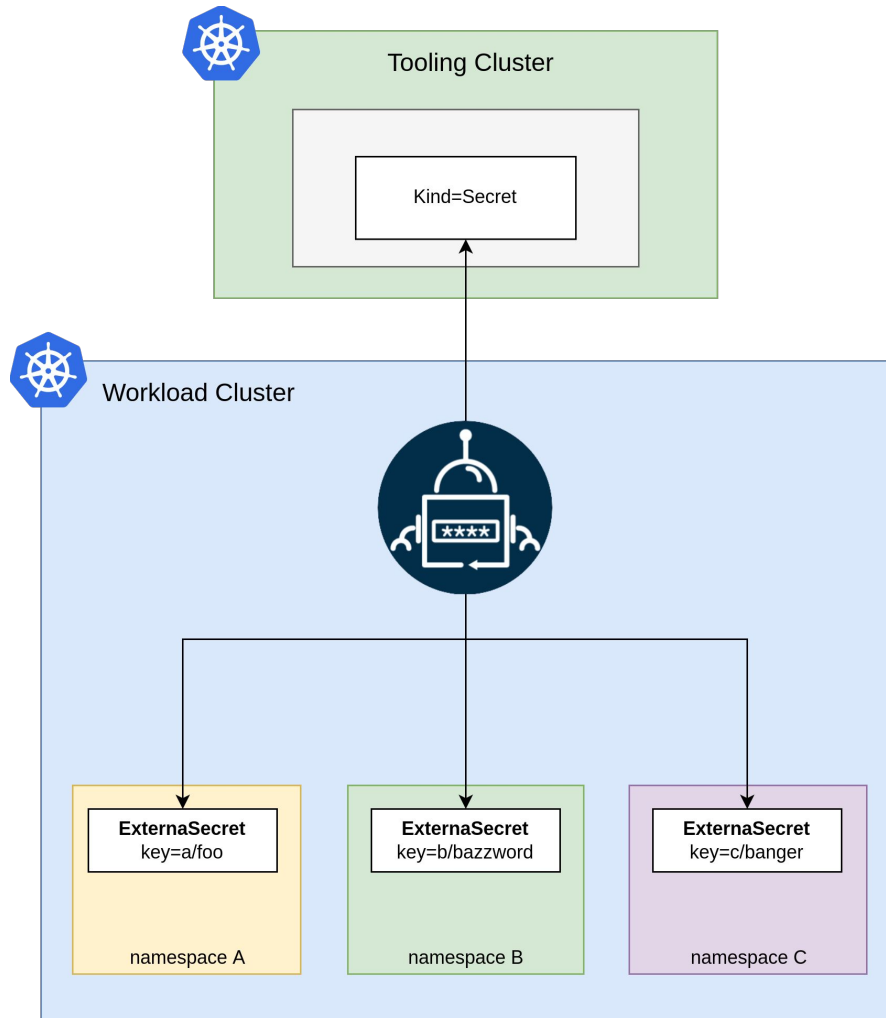 Tooling Cluster
Kind=Secret
Workload Cluster
****
ExternaSecret
key=a/foo
namespace A
ExternaSecret
key=b/bazzword
namespace B
ExternaSecret
key=c/banger
namespace C